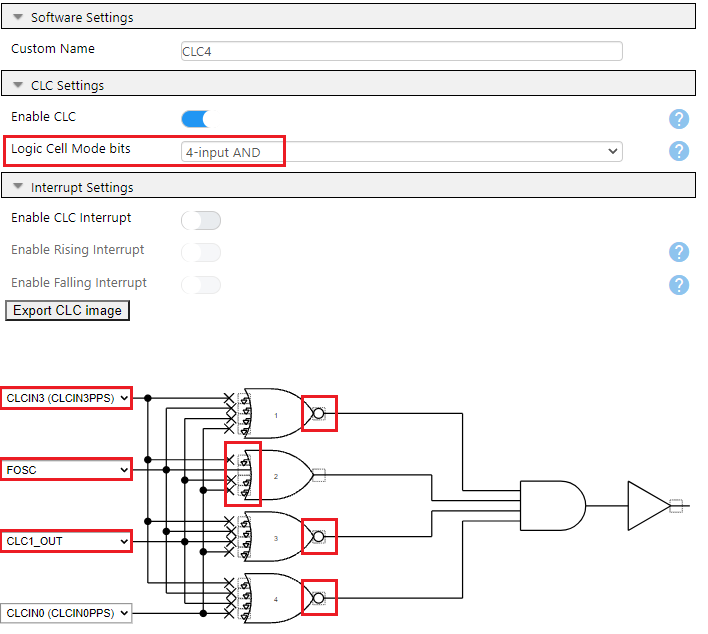 Software Settings
Custom Name
CLC4
CLC Settings
Enable CLC
?
Logic Cell Mode bits
4-input AND
?
Interrupt Settings
Enable CLC Interrupt
Enable Rising Interrupt
?
Enable Falling Interrupt
?
Export CLC image
CLCIN3 (CLCIN3PPS)
1
FOSC
2
CLC1_OUT
3
CLCIN0 (CLCIN0PPS)
4